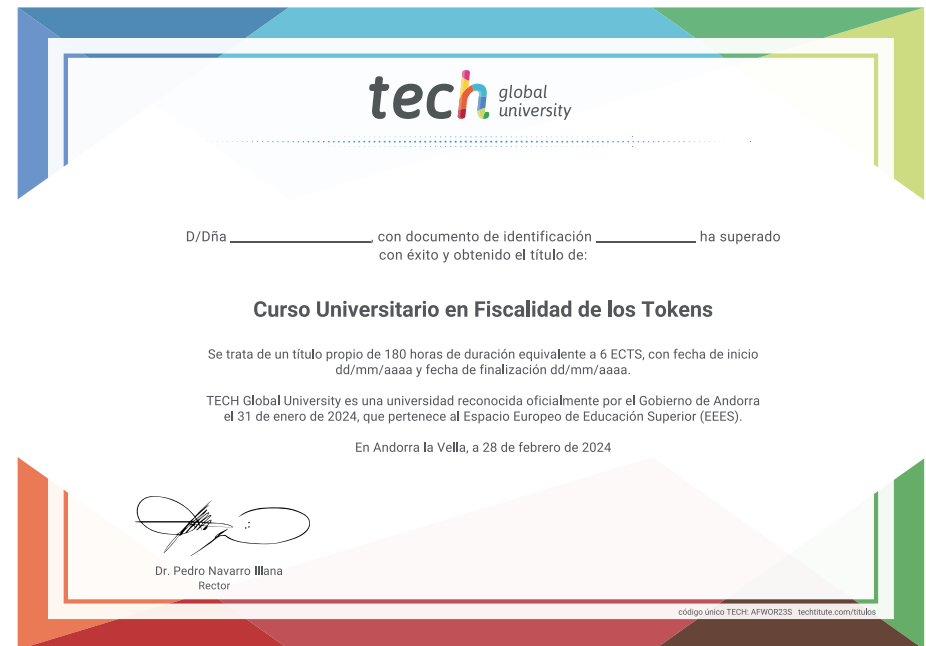 tech global
university
D/Dña ________________, con documento de identificación ____________ ha superado
con éxito y obtenido el título de:
Curso Universitario en Fiscalidad de los Tokens
Se trata de un título propio de 180 horas de duración equivalente a 6 ECTS, con fecha de inicio
dd/mm/aaaa y fecha de finalización dd/mm/aaaa.
TECH Global University es una universidad reconocida oficialmente por el Gobierno de Andorra
el 31 de enero de 2024, que pertenece al Espacio Europeo de Educación Superior (EEES).
En Andorra la Vella, a 28 de febrero de 2024
Dr. Pedro Navarro Illana
Rector
código único TECH: AFWOR23S techtitute.com/titulos